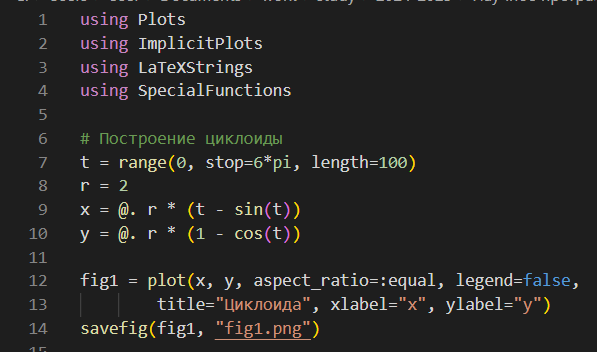 1 using Plots
2 using ImplicitPlots
3 using LaTeXStrings
4 using SpecialFunctions
5
6 # Построение циклоиды
7 t = range(0, stop=6*pi, length=100)
8 r = 2
9 x = @. r * (t - sin(t))
10 y = @. r * (1 - cos(t))
11
12 fig1 = plot(x, y, aspect_ratio=:equal, legend=false,
13 title="Циклоида", xlabel="x", ylabel="y")
14 savefig(fig1, "fig1.png")